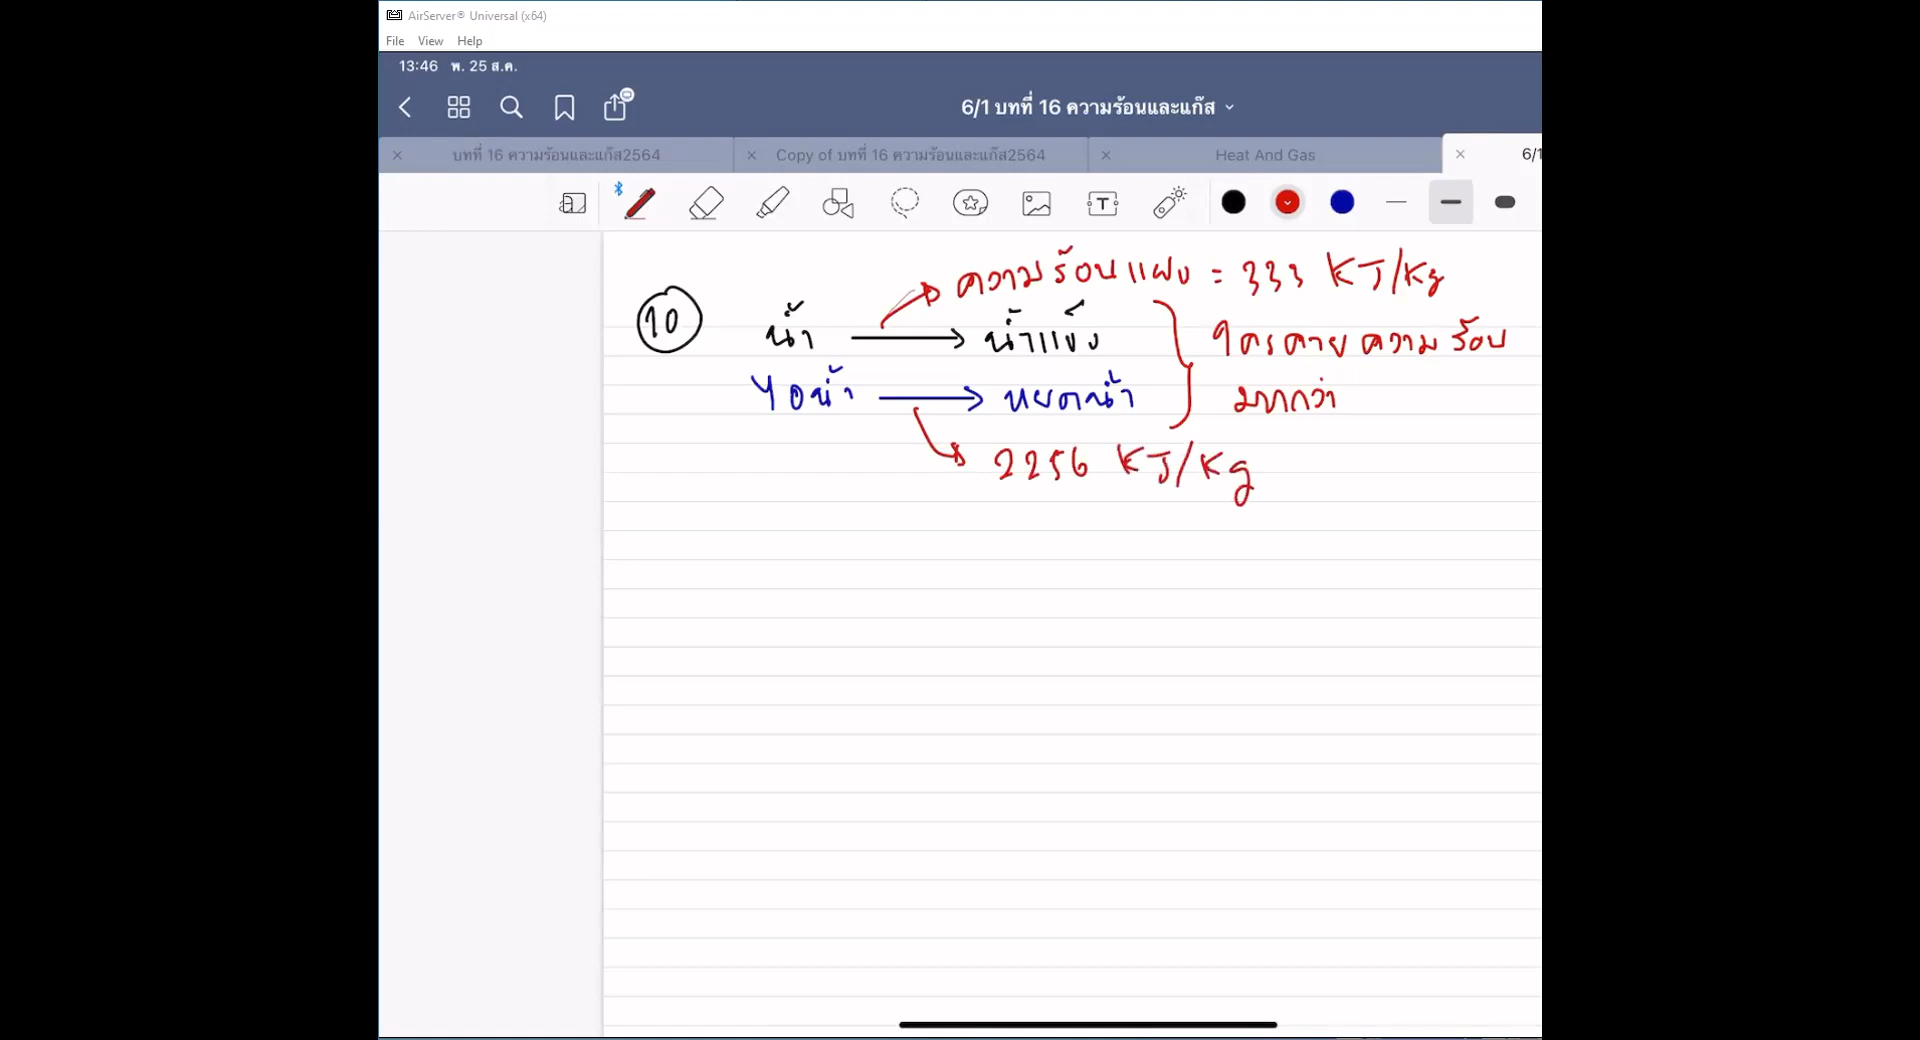 AirServer® Universal (x64)
File View Help
13:46 พ. 25 ส.ค.
6/1 บทที่ 16 ความร้อนและแก๊ส
บทที่ 16 ความร้อนและแก๊ส2564
Copy of บทที่ 16 ความร้อนและแก๊ส2564
Heat And Gas
6/1
ความร้อนแฝง = 333 KJ/Kg
10 น้ำ → น้ำแข็ง
ใครคายความร้อน
ไอน้ำ → หยดน้ำ
มากกว่า
2256 KJ/Kg